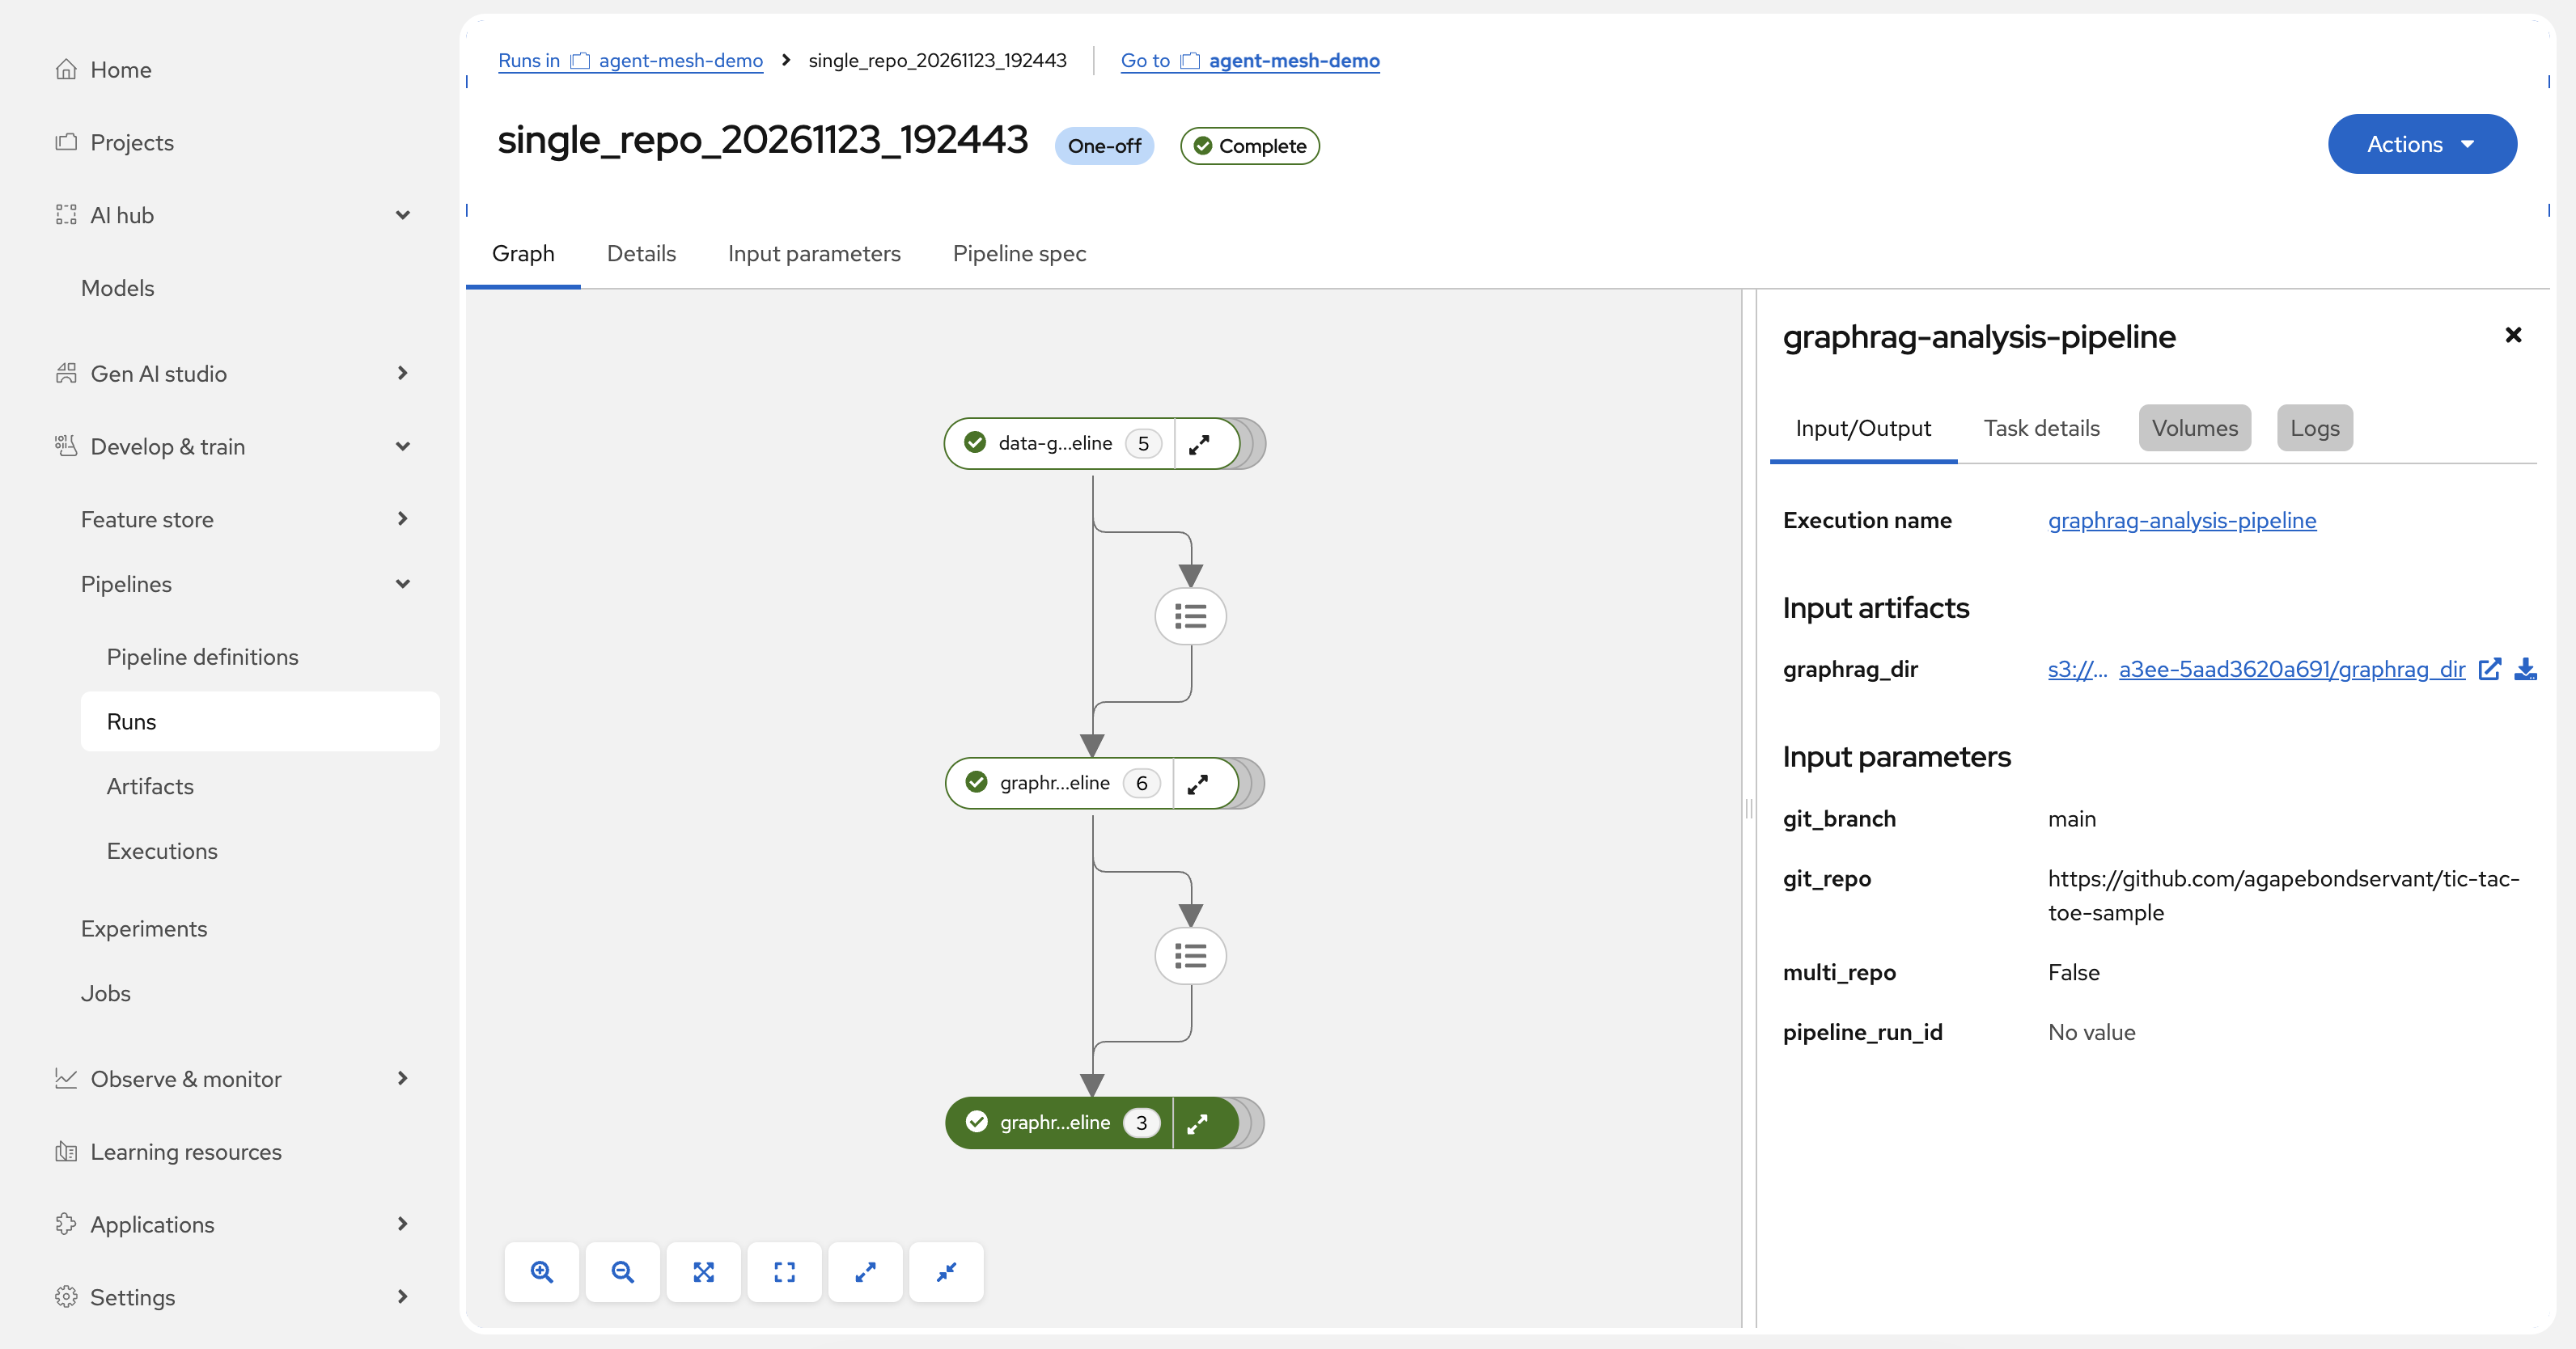 Home
Projects
AI hub
Models
Gen AI studio
Develop & train
Feature store
Pipelines
Pipeline definitions
Runs
Artifacts
Executions
Experiments
Jobs
Observe & monitor
Learning resources
Applications
Settings
Runs in agent-mesh-demo > single_repo_20261123_192443 | Go to agent-mesh-demo
single_repo_20261123_192443 One-off Complete
Actions
Graph Details Input parameters Pipeline spec
data-g...eline 5
graphr...eline 6
graphr...eline 3
graphrag-analysis-pipeline
Input/Output Task details Volumes Logs
Execution name graphrag-analysis-pipeline
Input artifacts
graphrag_dir s3://... a3ee-5aad3620a691/graphrag_dir
Input parameters
git_branch main
git_repo https://github.com/agapebondservant/tic-tac-
toe-sample
multi_repo False
pipeline_run_id No value